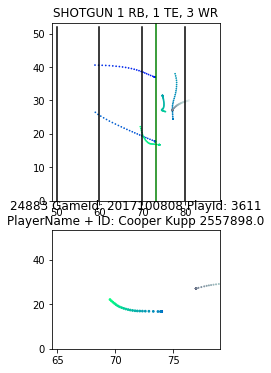 SHOTGUN 1 RB, 1 TE, 3 WR
50
40
30
20
10
0
50 60 70 80
24883 GameId: 2017100808 PlayId: 3611
PlayerName + ID: Cooper Kupp 2557898.0
40
20
0
65 70 75